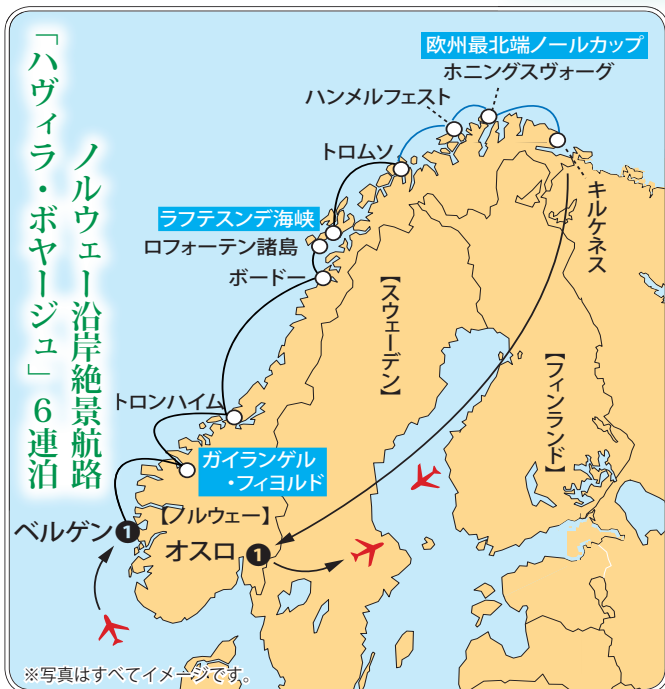 ノルウェー沿岸絶景航路
「ハヴィラ・ボヤージュ」6連泊
欧州最北端ノールカップ
ホニングスヴォーグ
ハンメルフェスト
トロムソ
キルケネス
ラフテスンデ海峡
ロフォーテン諸島
ボードー
【スウェーデン】
【フィンランド】
トロンハイム
ガイランゲル
・フィヨルド
ベルゲン❶
【ノルウェー】
オスロ❶
※写真はすべてイメージです。